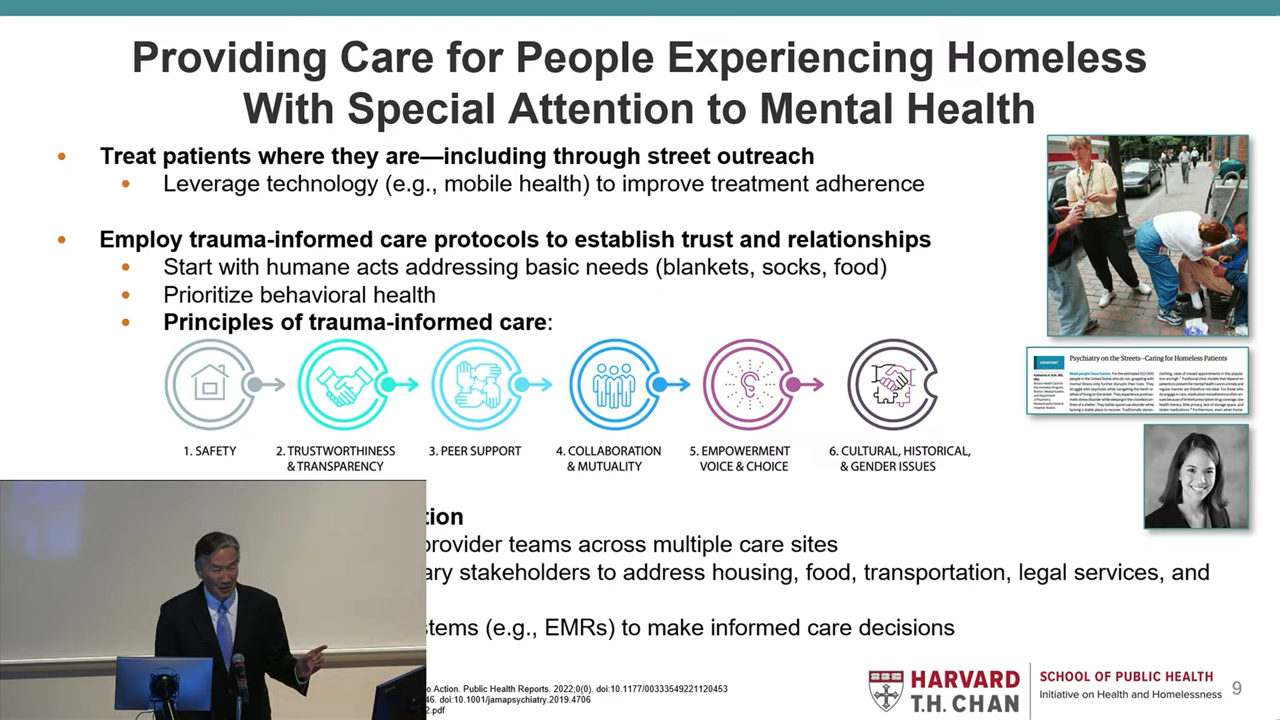 Providing Care for People Experiencing Homeless
With Special Attention to Mental Health
• Treat patients where they are—including through street outreach
• Leverage technology (e.g., mobile health) to improve treatment adherence
• Employ trauma-informed care protocols to establish trust and relationships
• Start with humane acts addressing basic needs (blankets, socks, food)
• Prioritize behavioral health
• Principles of trauma-informed care:
1. SAFETY
2. TRUSTWORTHINESS
& TRANSPARENCY
3. PEER SUPPORT
4. COLLABORATION
& MUTUALITY
5. EMPOWERMENT
VOICE & CHOICE
6. CULTURAL, HISTORICAL,
& GENDER ISSUES
Psychiatry on the Streets—Caring for Homeless Patients
tion
provider teams across multiple care sites
ary stakeholders to address housing, food, transportation, legal services, and
stems (e.g., EMRs) to make informed care decisions
o Action. Public Health Reports. 2022;0(0). doi:10.1177/00333549221120453
46. doi:10.1001/jamapsychiatry.2019.4706
2.pdf
HARVARD
T.H. CHAN
SCHOOL OF PUBLIC HEALTH
Initiative on Health and Homelessness
9